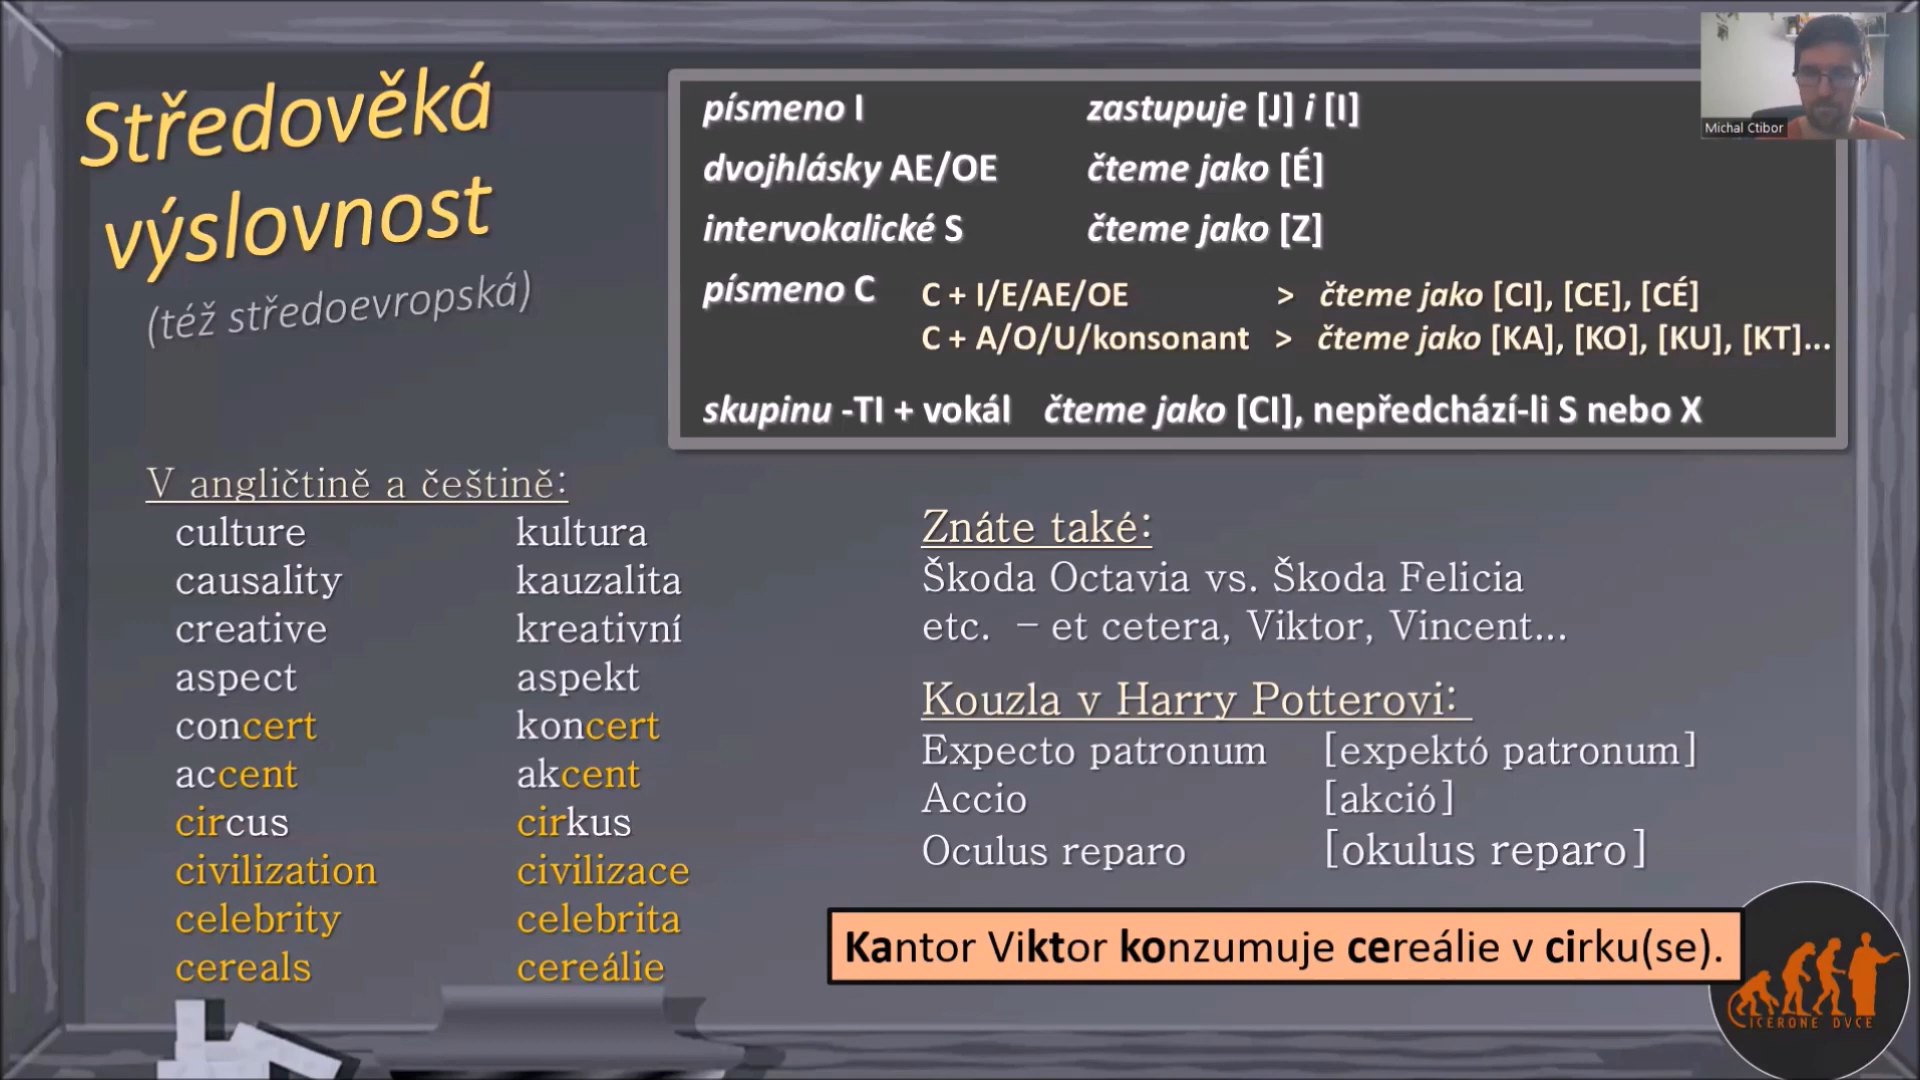 Středověká
výslovnost
(též středoevropská)
písmeno I zastupuje [J] i [I]
dvojhlásky AE/OE čteme jako [É]
intervokalické S čteme jako [Z]
písmeno C C + I/E/AE/OE > čteme jako [CI], [CE], [CÉ]
C + A/O/U/konsonant > čteme jako [KA], [KO], [KU], [KT]...
skupinu -TI + vokál čteme jako [CI], nepředchází-li S nebo X
Michal Ctibor
V angličtině a češtině:
culture kultura
causality kauzalita
creative kreativní
aspect aspekt
concert koncert
accent akcent
circus cirkus
civilization civilizace
celebrity celebrita
cereals cereálie
Znáte také:
Škoda Octavia vs. Škoda Felicia
etc. – et cetera, Viktor, Vincent...
Kouzla v Harry Potterovi:
Expecto patronum [expektó patronum]
Accio [akció]
Oculus reparo [okulus reparo]
Kantor Viktor konzumuje cereálie v cirku(se).
CICERONE DVCE